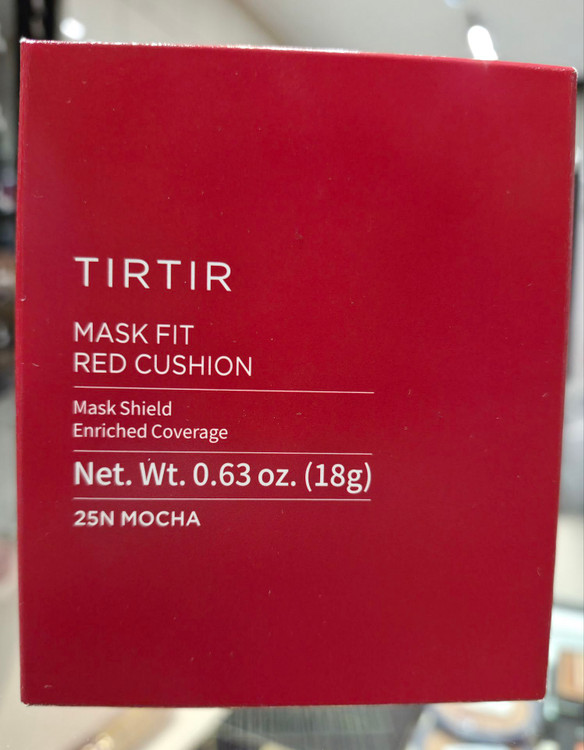 TIRTIR
MASK FIT
RED CUSHION
Mask Shield
Enriched Coverage
Net. Wt. 0.63 oz. (18g)
25N MOCHA